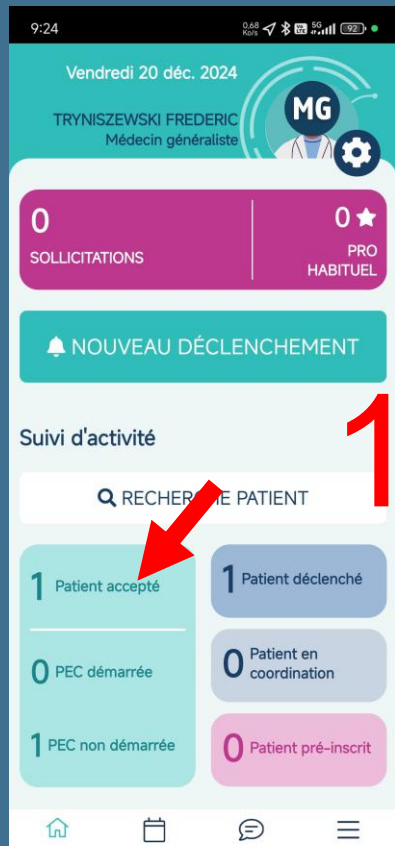 9:24
0,68
Ko/s
5G
92
Vendredi 20 déc. 2024
TRYNISZEWSKI FREDERIC
Médecin généraliste
MG
0
SOLLICITATIONS
0
PRO
HABITUEL
NOUVEAU DÉCLENCHEMENT
1
Suivi d'activité
RECHERCHE PATIENT
1 Patient accepté
0 PEC démarrée
1 PEC non démarrée
1 Patient déclenché
0 Patient en
coordination
0 Patient pré-inscrit